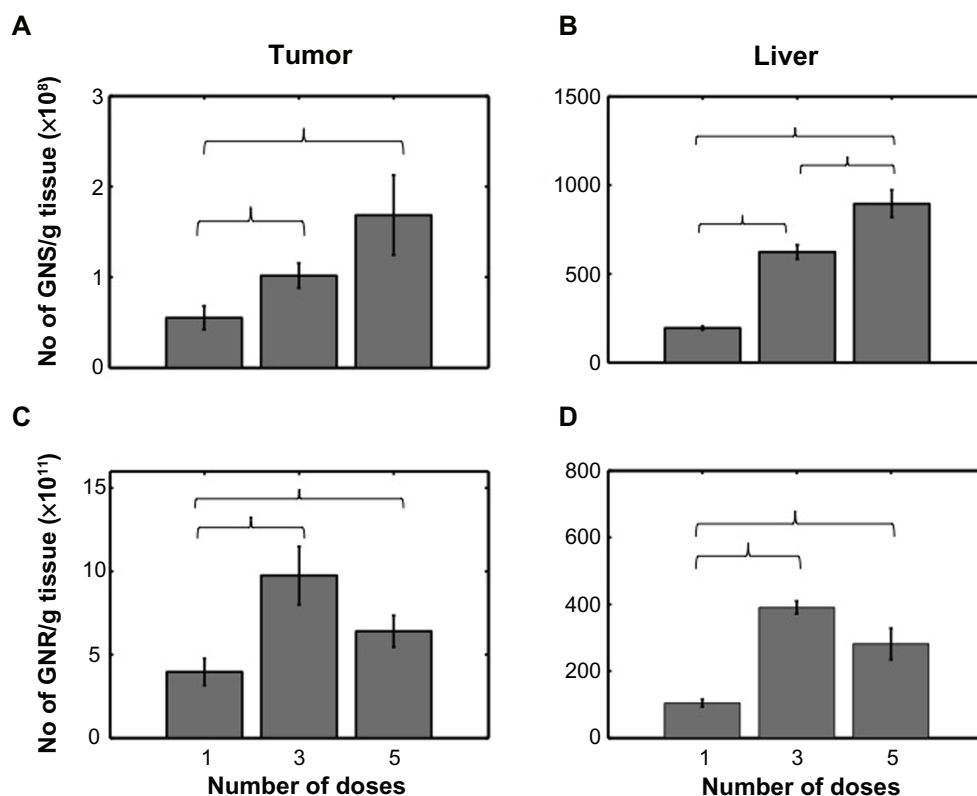 A
B
Tumor
Liver
No of GNS/g tissue (×10⁸)
3
2
1
0
1500
1000
500
0
C
D
No of GNR/g tissue (×10¹¹)
15
10
5
0
800
600
400
200
0
1 3 5
1 3 5
Number of doses
Number of doses